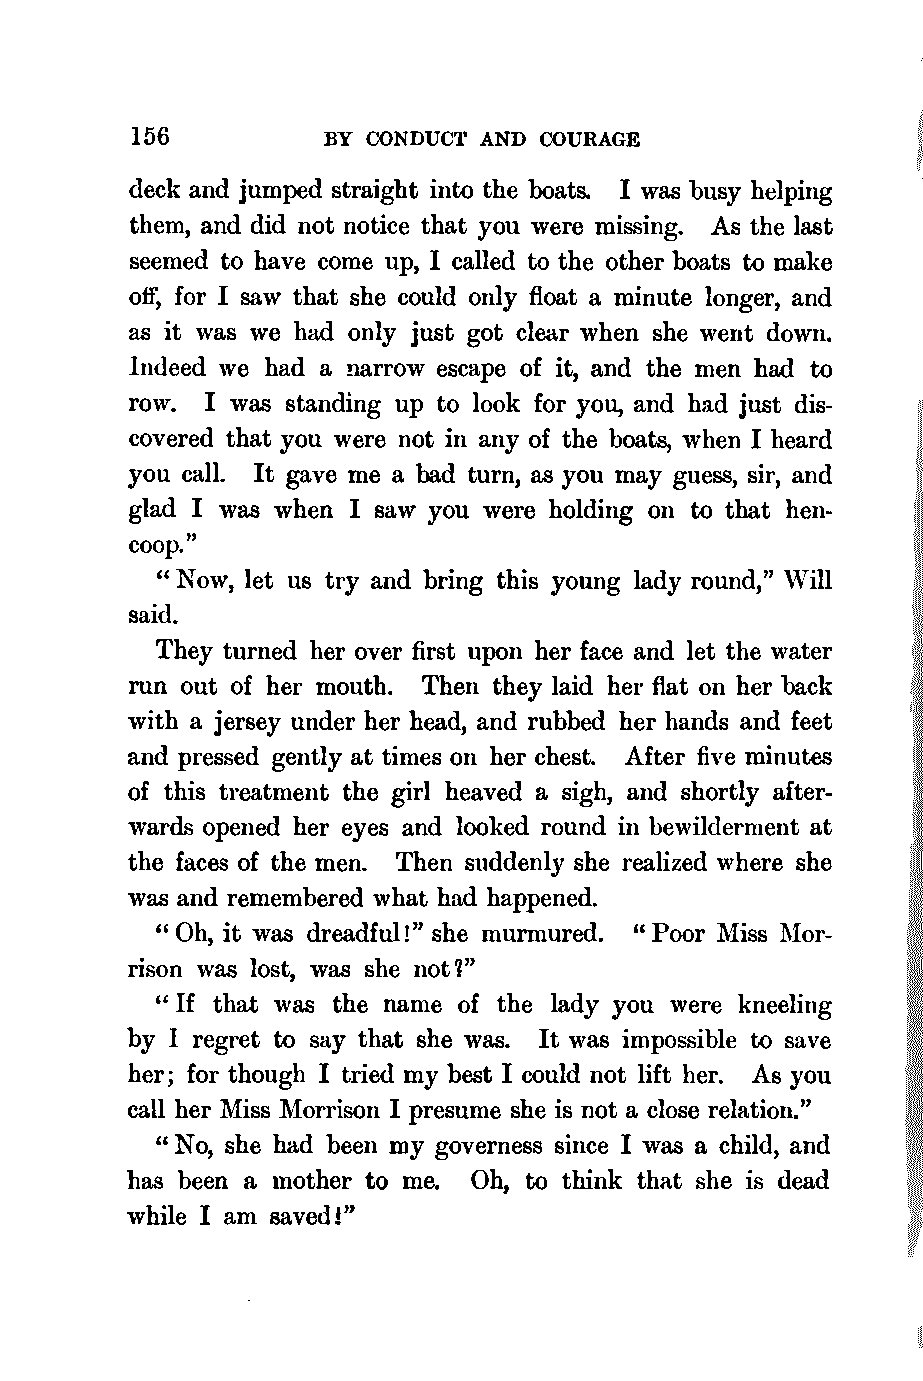 156 BY CONDUCT AND COURAGE
deck and jumped straight into the boats. I was busy helping
them, and did not notice that you were missing. As the last
seemed to have come up, I called to the other boats to make
off, for I saw that she could only float a minute longer, and
as it was we had only just got clear when she went down.
Indeed we had a narrow escape of it, and the men had to
row. I was standing up to look for you, and had just dis-
covered that you were not in any of the boats, when I heard
you call. It gave me a bad turn, as you may guess, sir, and
glad I was when I saw you were holding on to that hen-
coop."
"Now, let us try and bring this young lady round," Will
said.
They turned her over first upon her face and let the water
run out of her mouth. Then they laid her flat on her back
with a jersey under her head, and rubbed her hands and feet
and pressed gently at times on her chest. After five minutes
of this treatment the girl heaved a sigh, and shortly after-
wards opened her eyes and looked round in bewilderment at
the faces of the men. Then suddenly she realized where she
was and remembered what had happened.
"Oh, it was dreadful!" she murmured. "Poor Miss Mor-
rison was lost, was she not?"
"If that was the name of the lady you were kneeling
by I regret to say that she was. It was impossible to save
her; for though I tried my best I could not lift her. As you
call her Miss Morrison I presume she is not a close relation."
"No, she had been my governess since I was a child, and
has been a mother to me. Oh, to think that she is dead
while I am saved!"